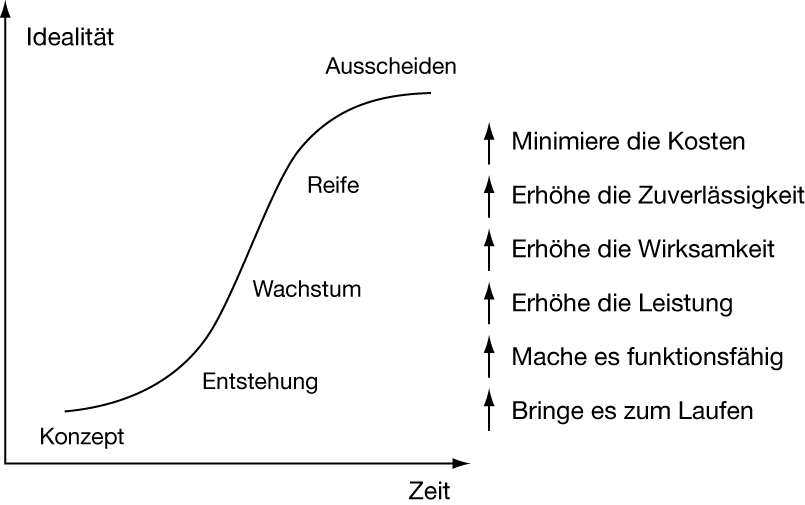 Idealität
Ausscheiden
Minimiere die Kosten
Reife
Erhöhe die Zuverlässigkeit
Erhöhe die Wirksamkeit
Wachstum
Erhöhe die Leistung
Mache es funktionsfähig
Entstehung
Bringe es zum Laufen
Konzept
Zeit